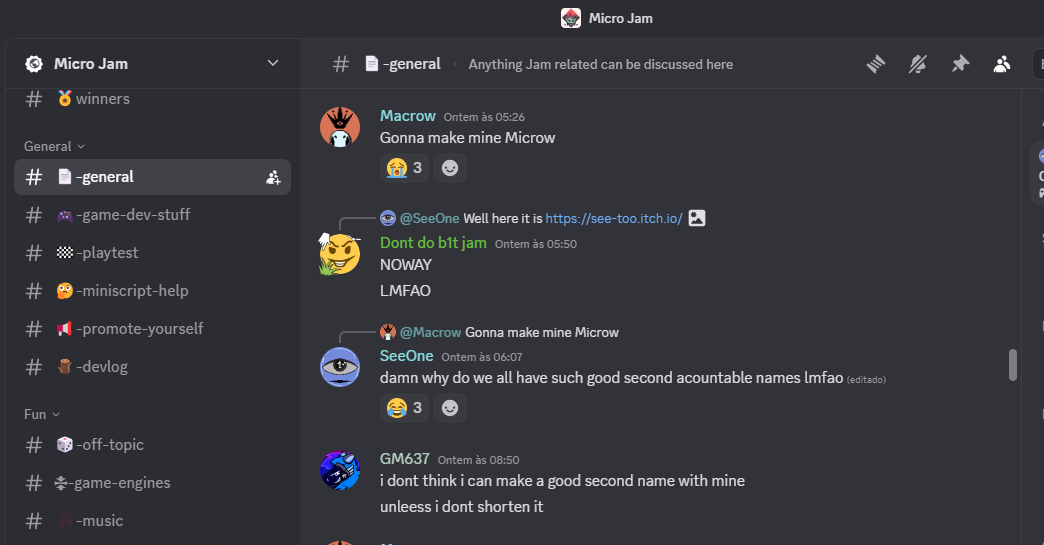 Micro Jam
Micro Jam
winners
General
-general
-game-dev-stuff
-playtest
-miniscript-help
-promote-yourself
-devlog
Fun
-off-topic
-game-engines
-music
-general • Anything Jam related can be discussed here
Macrow Ontem às 05:26
Gonna make mine Microw
3
@SeeOne Well here it is https://see-too.itch.io/
Dont do b1t jam Ontem às 05:50
NOWAY
LMFAO
@Macrow Gonna make mine Microw
SeeOne Ontem às 06:07
damn why do we all have such good second acountable names lmfao (editado)
3
GM637 Ontem às 08:50
i dont think i can make a good second name with mine
unleess i dont shorten it